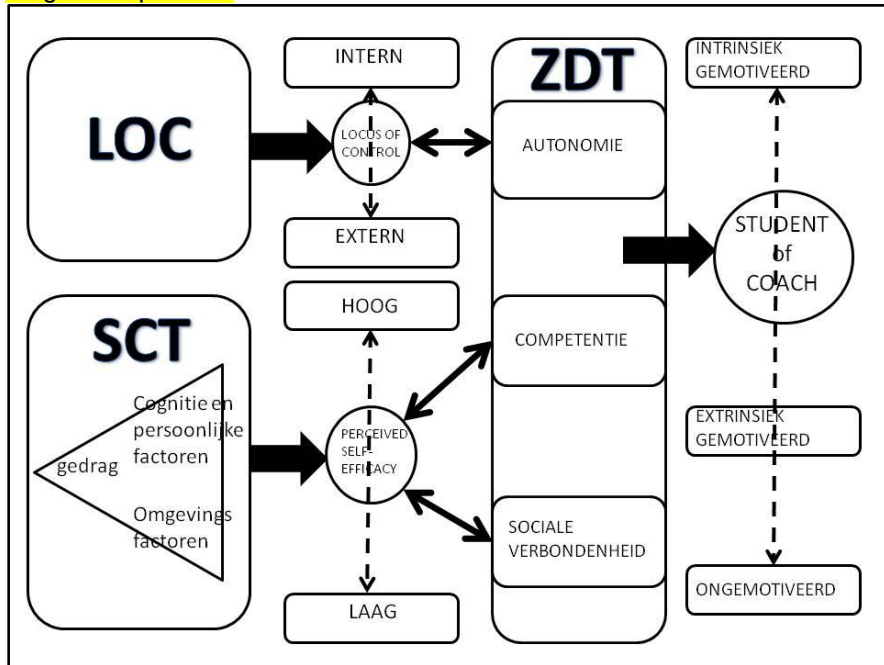 LOC
INTERN
LOCUS OF
CONTROL
EXTERN
ZDT
AUTONOMIE
COMPETENTIE
SOCIALE
VERBONDENHEID
INTRINSIEK
GEMOTIVEERD
STUDENT
of
COACH
EXTRINSIEK
GEMOTIVEERD
ONGEMOTIVEERD
SCT
Cognitie en
persoonlijke
factoren
gedrag
Omgevings
factoren
HOOG
PERCEIVED
SELF-
EFFICACY
LAAG